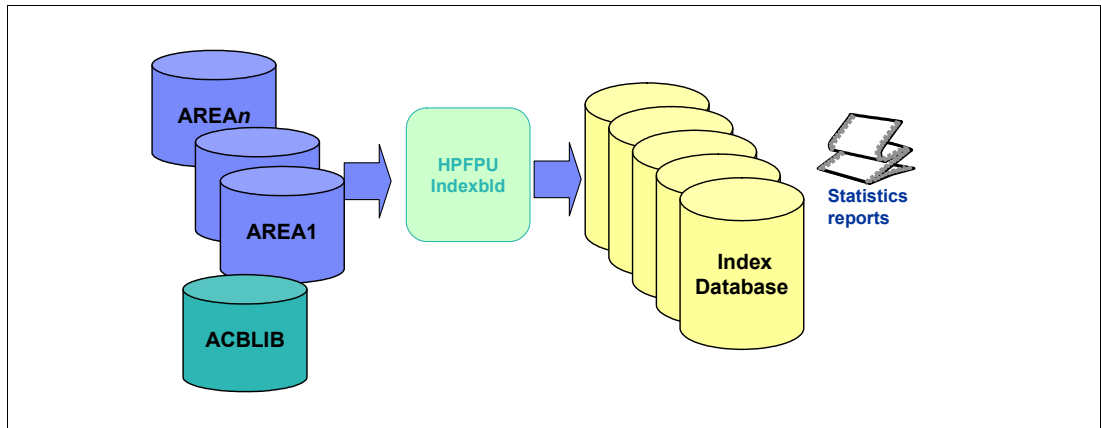 AREAn
AREA1
ACBLIB
HPFPU
Indexbld
Index
Database
Statistics
reports